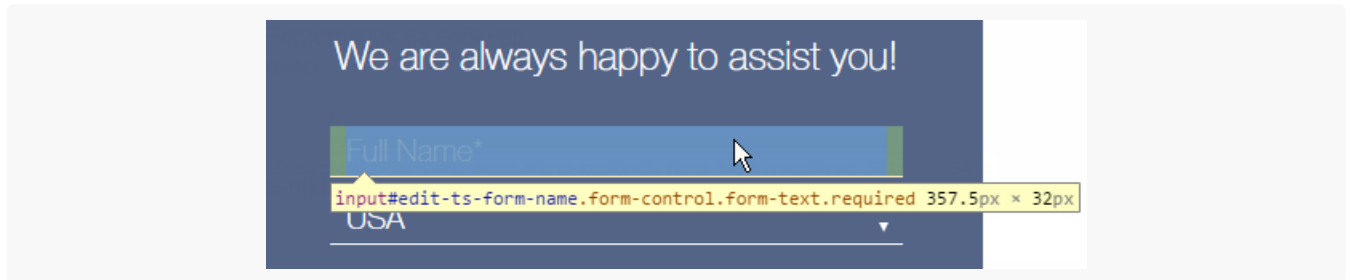 We are always happy to assist you!
Full Name*
input#edit-ts-form-name.form-control.form-text.required 357.5px × 32px
USA